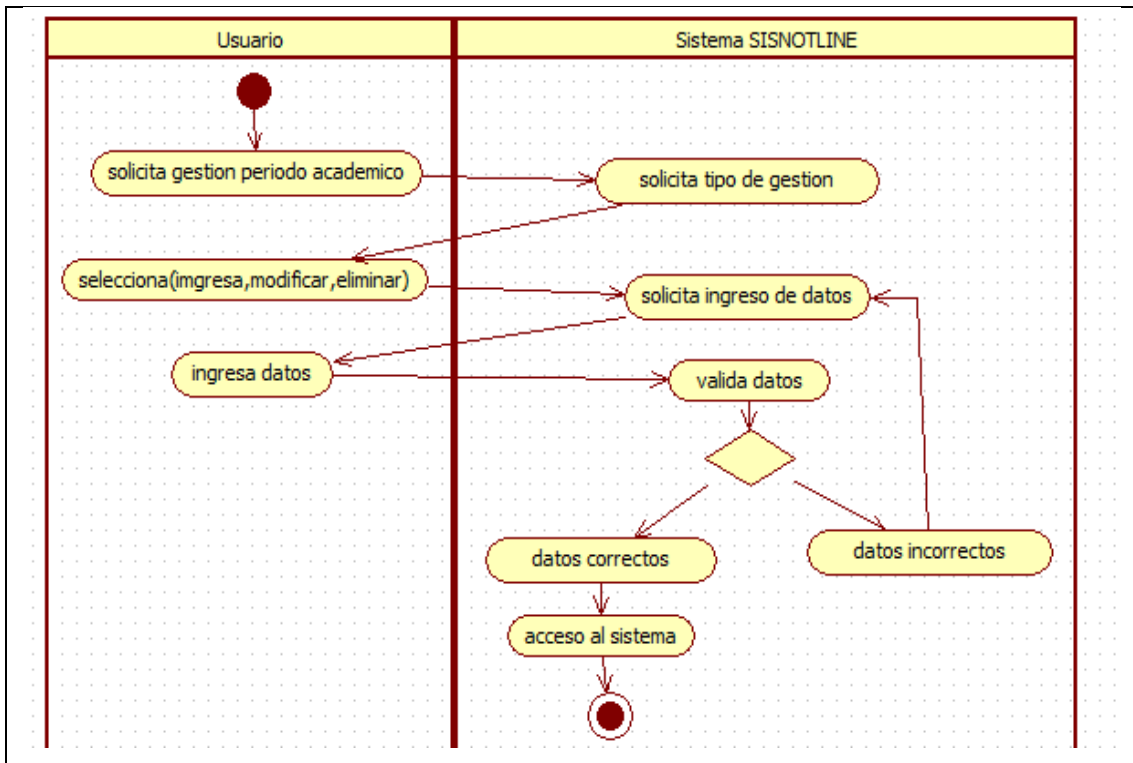 Usuario
Sistema SISNOTLINE
solicita gestion periodo academico
solicita tipo de gestion
selecciona(imgresa,modificar,eliminar)
solicita ingreso de datos
ingresa datos
valida datos
datos correctos
datos incorrectos
acceso al sistema